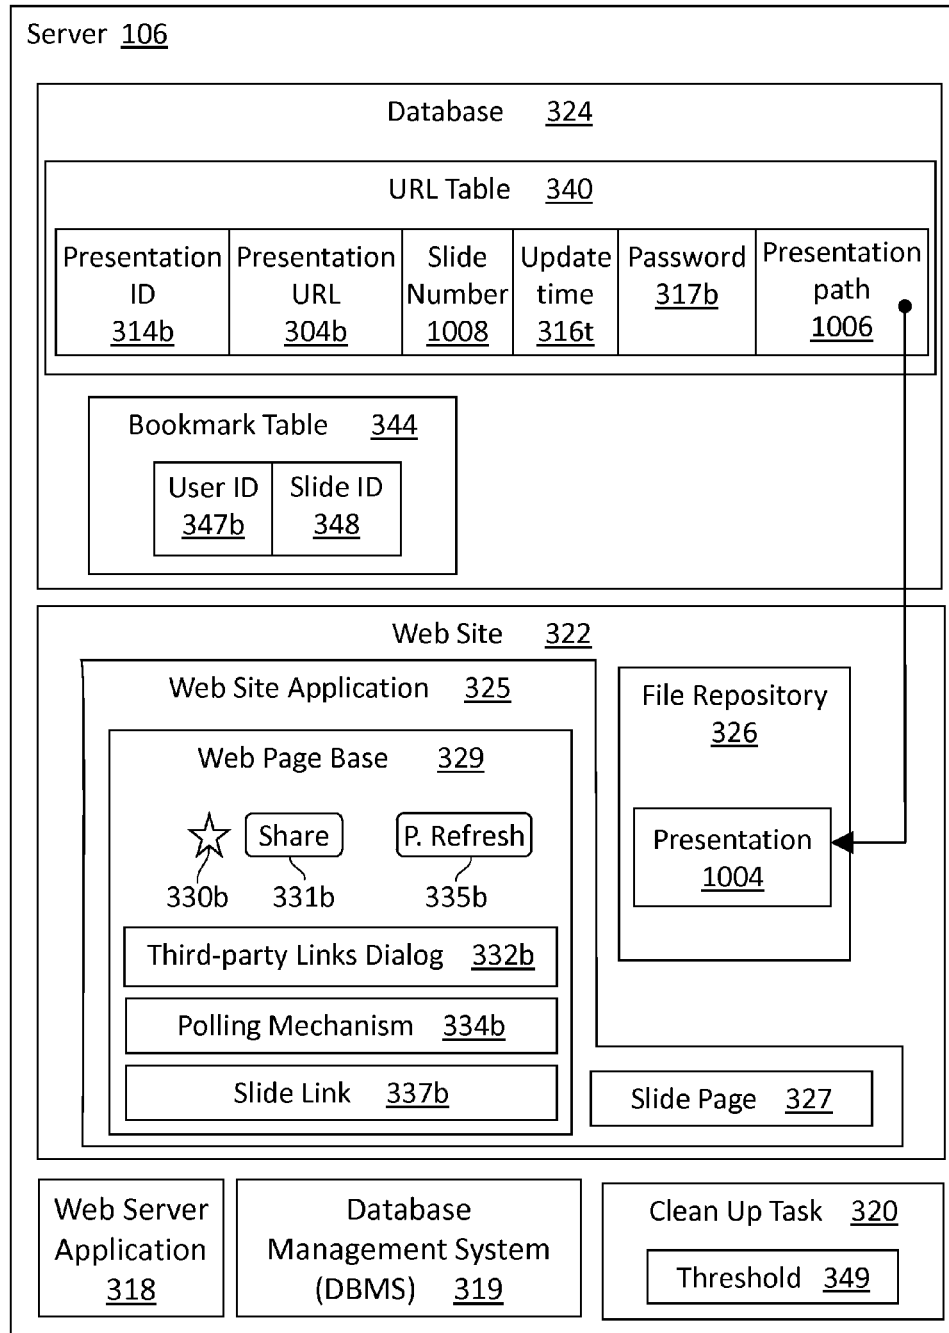 Server 106
Database 324
URL Table 340
Presentation ID 314b
Presentation URL 304b
Slide Number 1008
Update time 316t
Password 317b
Presentation path 1006
Bookmark Table 344
User ID 347b
Slide ID 348
Web Site 322
Web Site Application 325
File Repository 326
Web Page Base 329
Share
P. Refresh
330b
331b
335b
Presentation 1004
Third-party Links Dialog 332b
Polling Mechanism 334b
Slide Link 337b
Slide Page 327
Web Server Application 318
Database Management System (DBMS) 319
Clean Up Task 320
Threshold 349